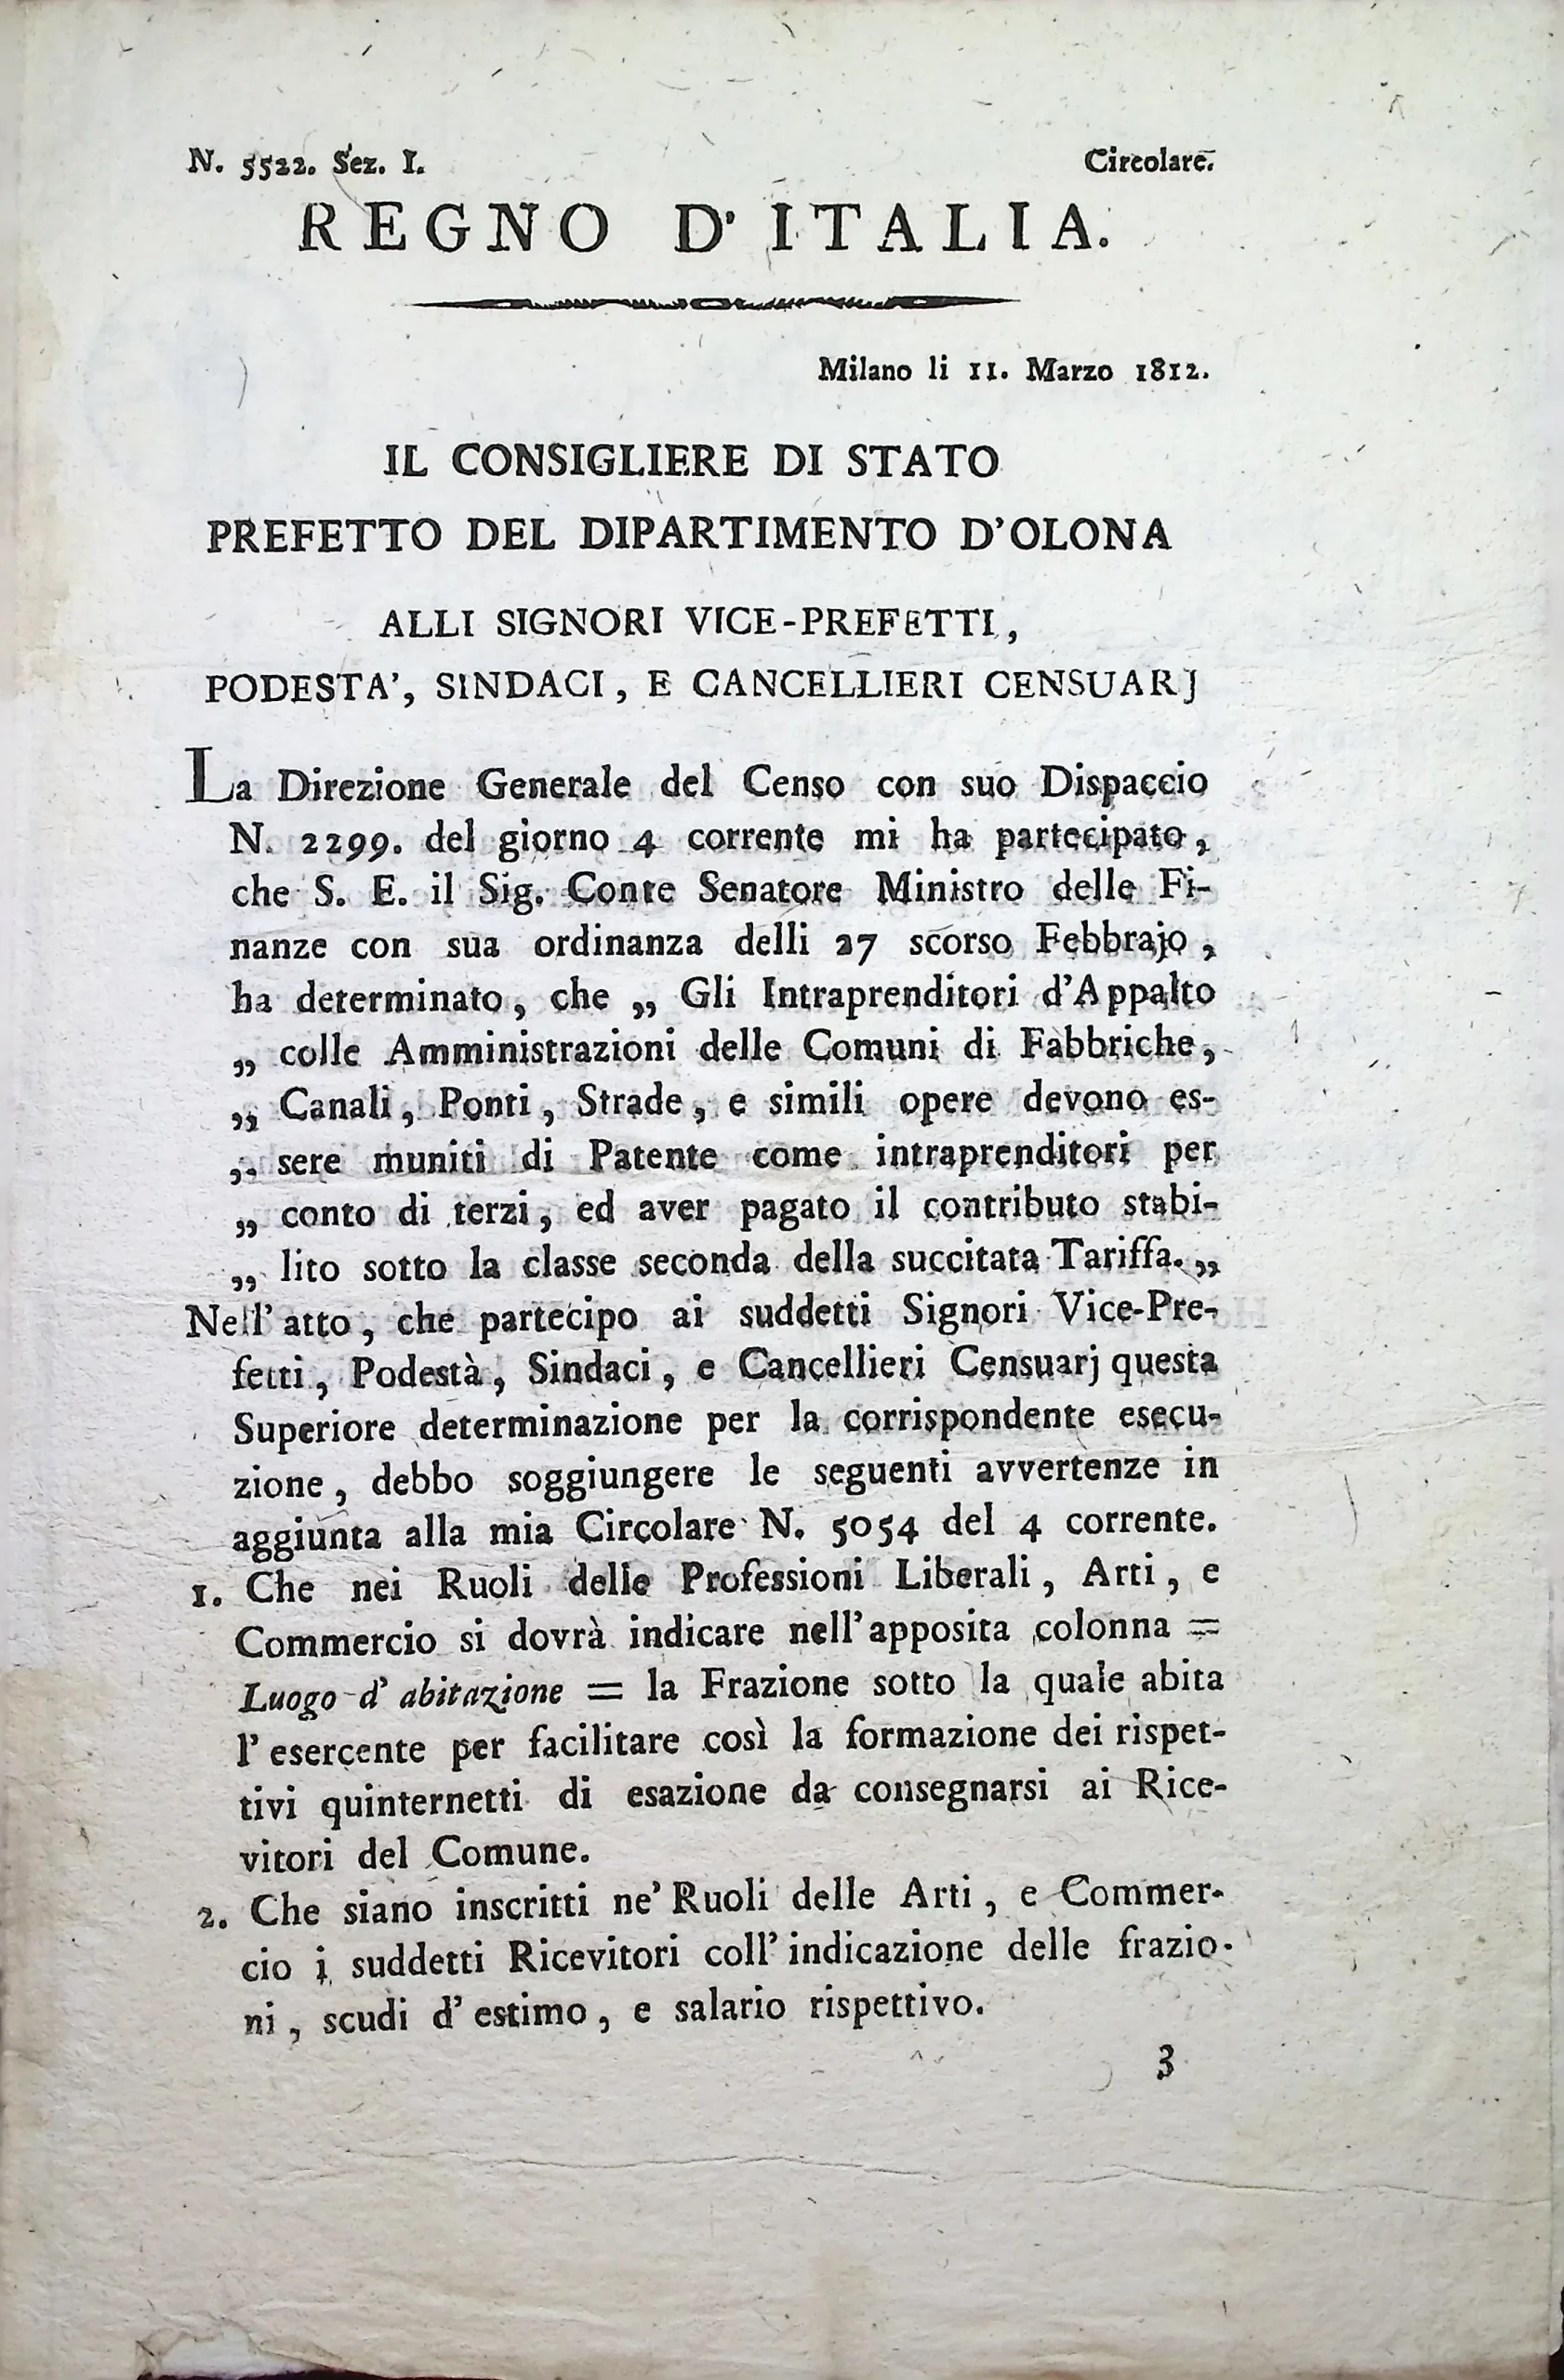 N. 5522. Sez. I.
Circolare.
REGNO D'ITALIA.
Milano li 11. Marzo 1812.
IL CONSIGLIERE DI STATO
PREFETTO DEL DIPARTIMENTO D'OLONA
ALLI SIGNORI VICE-PREFETTI,
PODESTA', SINDACI, E CANCELLIERI CENSUARJ
La Direzione Generale del Censo con suo Dispaccio
N. 2299. del giorno 4 corrente mi ha partecipato,
che S. E. il Sig. Conte Senatore Ministro delle Fi-
nanze con sua ordinanza delli 27 scorso Febbrajo,
ha determinato, che „ Gli Intraprenditori d'Appalto
„ colle Amministrazioni delle Comuni di Fabbriche,
„ Canali, Ponti, Strade, e simili opere devono es-
„ sere muniti di Patente come intraprenditori per
„ conto di terzi, ed aver pagato il contributo stabi-
„ lito sotto la classe seconda della succitata Tariffa. „
Nell'atto, che partecipo ai suddetti Signori Vice-Pre-
fetti, Podestà, Sindaci, e Cancellieri Censuarj questa
Superiore determinazione per la corrispondente esecu-
zione, debbo soggiungere le seguenti avvertenze in
aggiunta alla mia Circolare N. 5054 del 4 corrente.
1. Che nei Ruoli delle Professioni Liberali, Arti, e
Commercio si dovrà indicare nell'apposita colonna =
Luogo d'abitazione = la Frazione sotto la quale abita
l'esercente per facilitare così la formazione dei rispet-
tivi quinternetti di esazione da consegnarsi ai Rice-
vitori del Comune.
2. Che siano inscritti ne' Ruoli delle Arti, e Commer-
cio i suddetti Ricevitori coll'indicazione delle frazio-
ni, scudi d'estimo, e salario rispettivo.
3